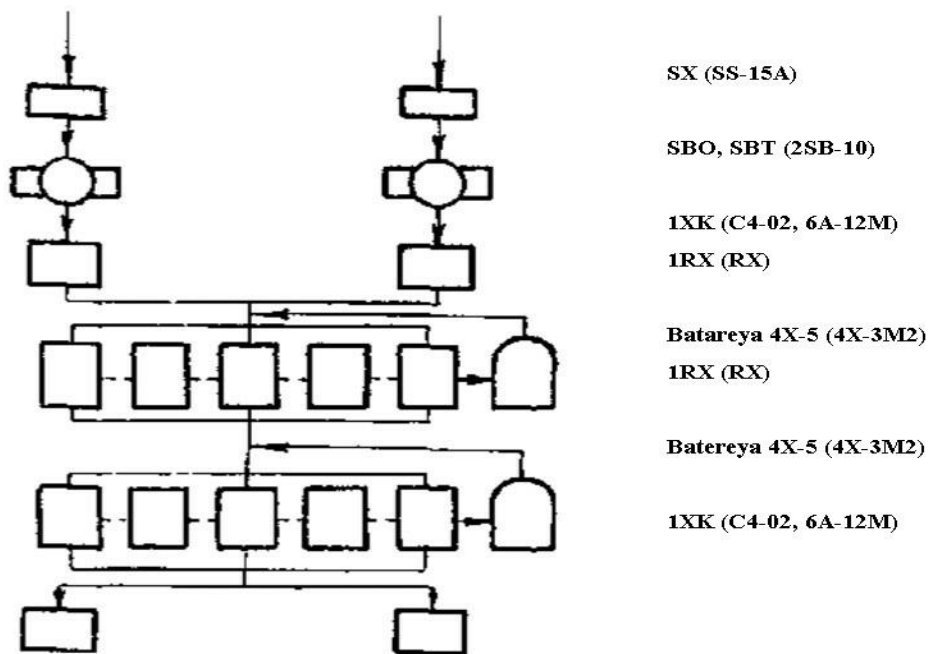 SX (SS-15A)
SBO, SBT (2SB-10)
1XK (C4-02, 6A-12M)
1RX (RX)
Batareya 4X-5 (4X-3M2)
1RX (RX)
Batereya 4X-5 (4X-3M2)
1XK (C4-02, 6A-12M)